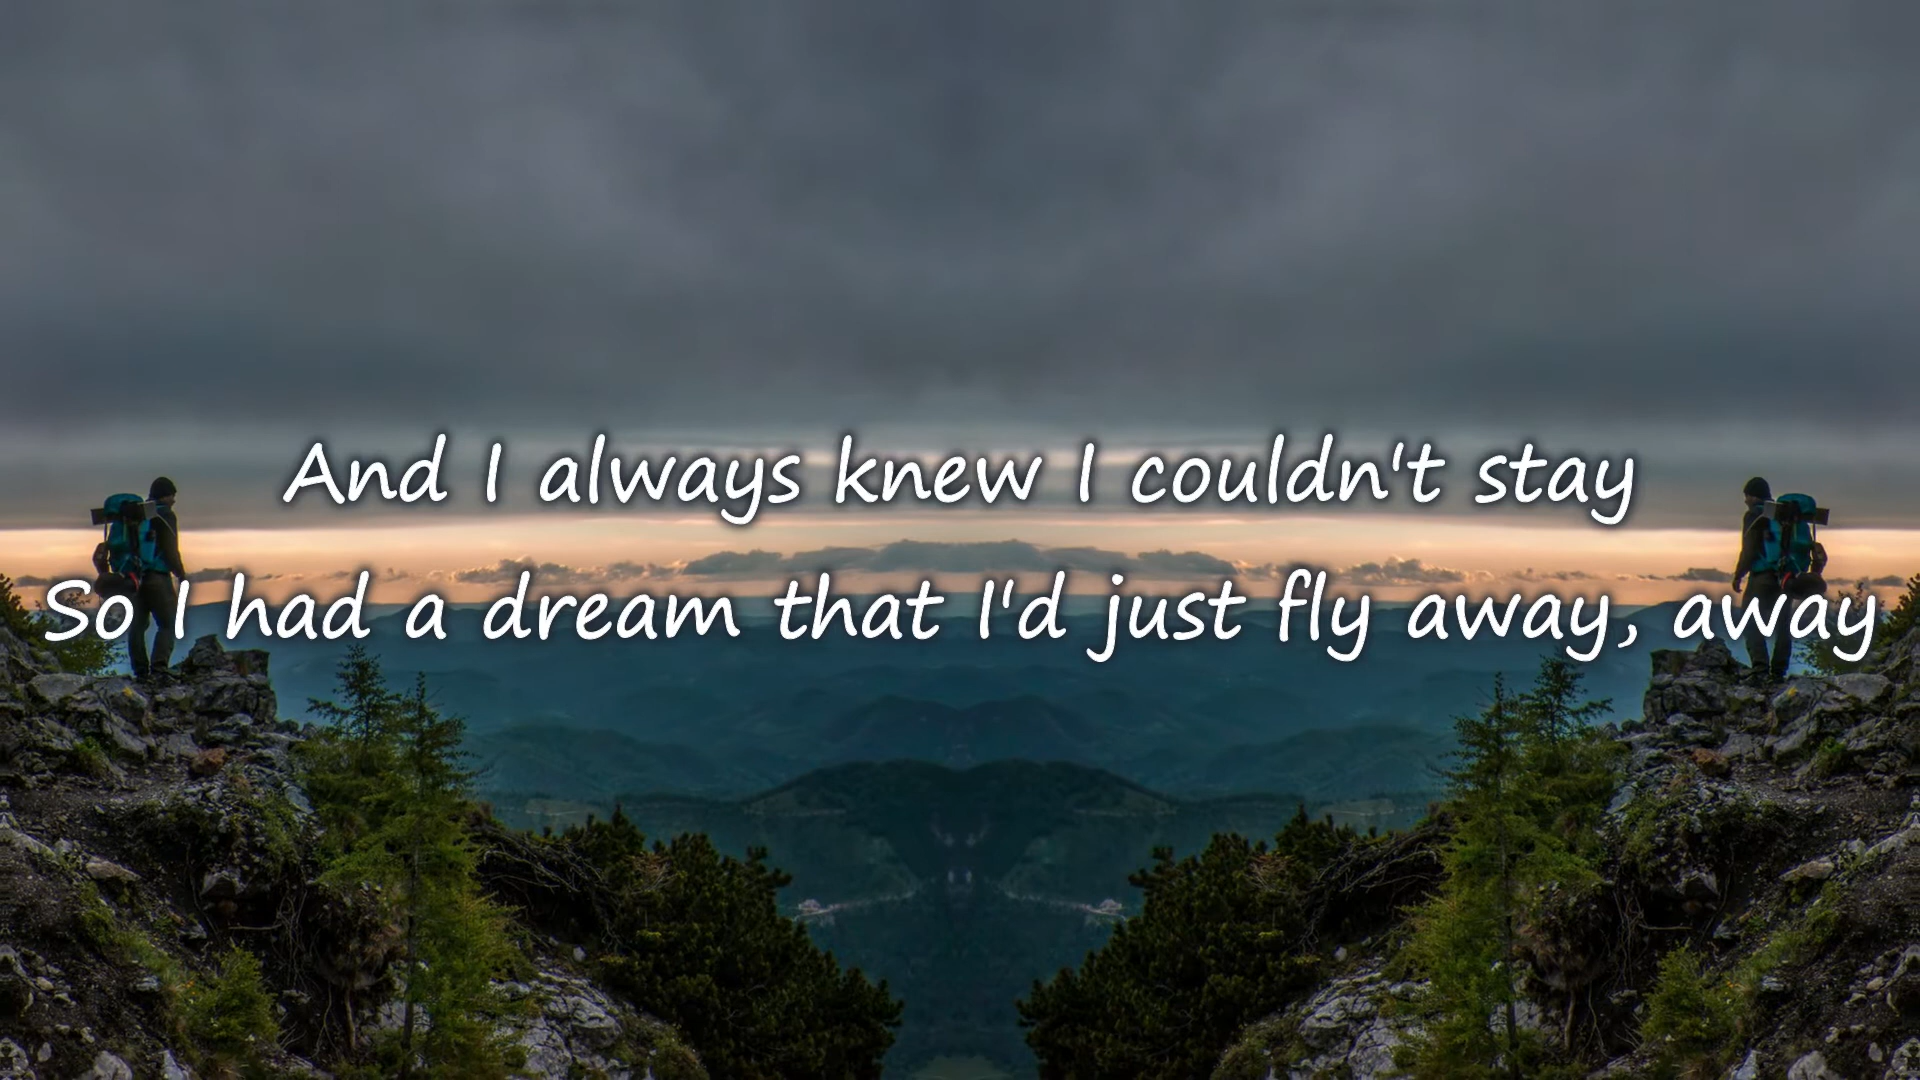 And I always knew I couldn't stay
So I had a dream that I'd just fly away, away